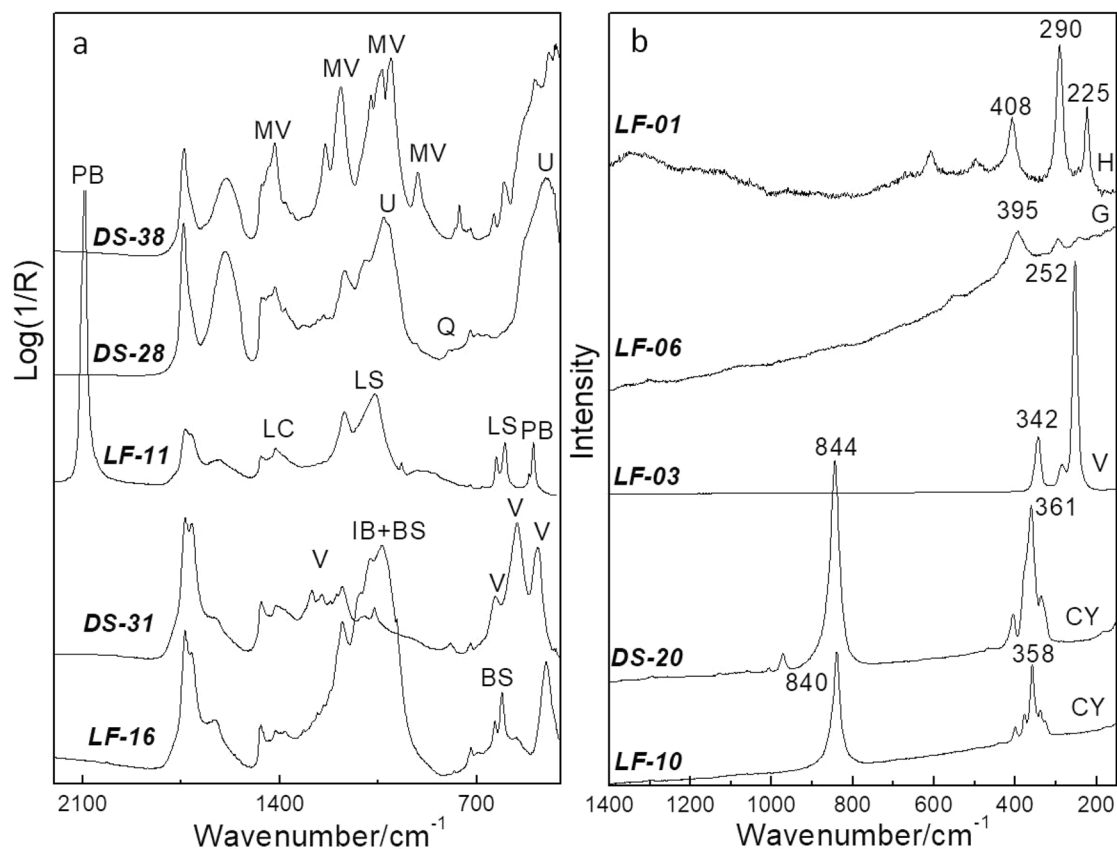 a
PB
MV
MV
MV
MV
DS-38
U
U
DS-28
Q
LF-11
LC
LS
LS
PB
DS-31
V
V
V
V
IB+BS
LF-16
BS
Log(1/R)
2100
1400
700
Wavenumber/cm-1
b
290
225
408
LF-01
H
395
G
LF-06
252
342
LF-03
V
844
361
DS-20
CY
840
358
LF-10
CY
Intensity
1400
1200
1000
800
600
400
200
Wavenumber/cm-1